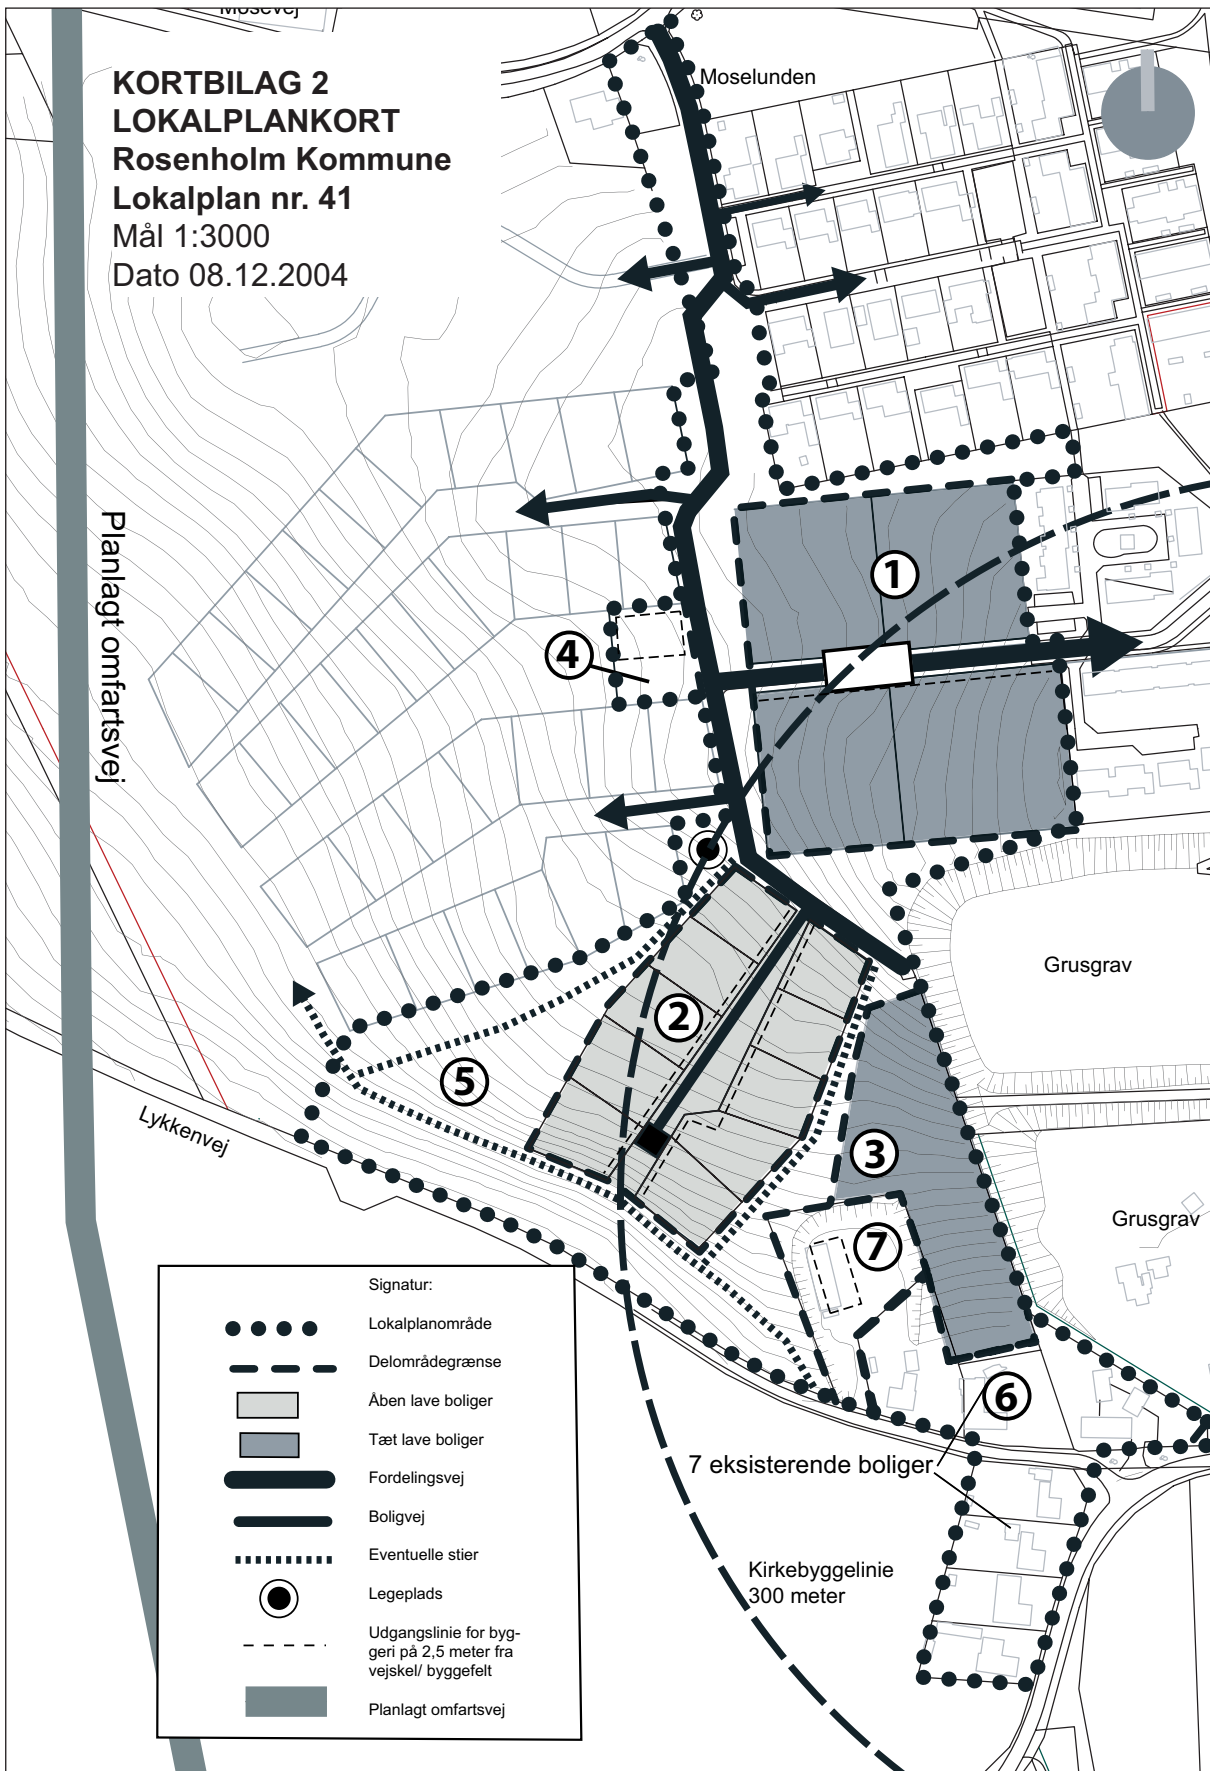 Mosevej
KORTBILAG 2
LOKALPLANKORT
Rosenholm Kommune
Lokalplan nr. 41
Mål 1:3000
Dato 08.12.2004
Moselunden
Planlagt omfartsvej
1
4
2
5
3
7
6
Grusgrav
Grusgrav
Lykkenvej
7 eksisterende boliger
Kirkebyggelinie
300 meter
Signatur:
Lokalplanområde
Delområdegrænse
Åben lave boliger
Tæt lave boliger
Fordelingsvej
Boligvej
Eventuelle stier
Legeplads
Udgangslinie for byg-
geri på 2,5 meter fra
vejskel/ byggefelt
Planlagt omfartsvej